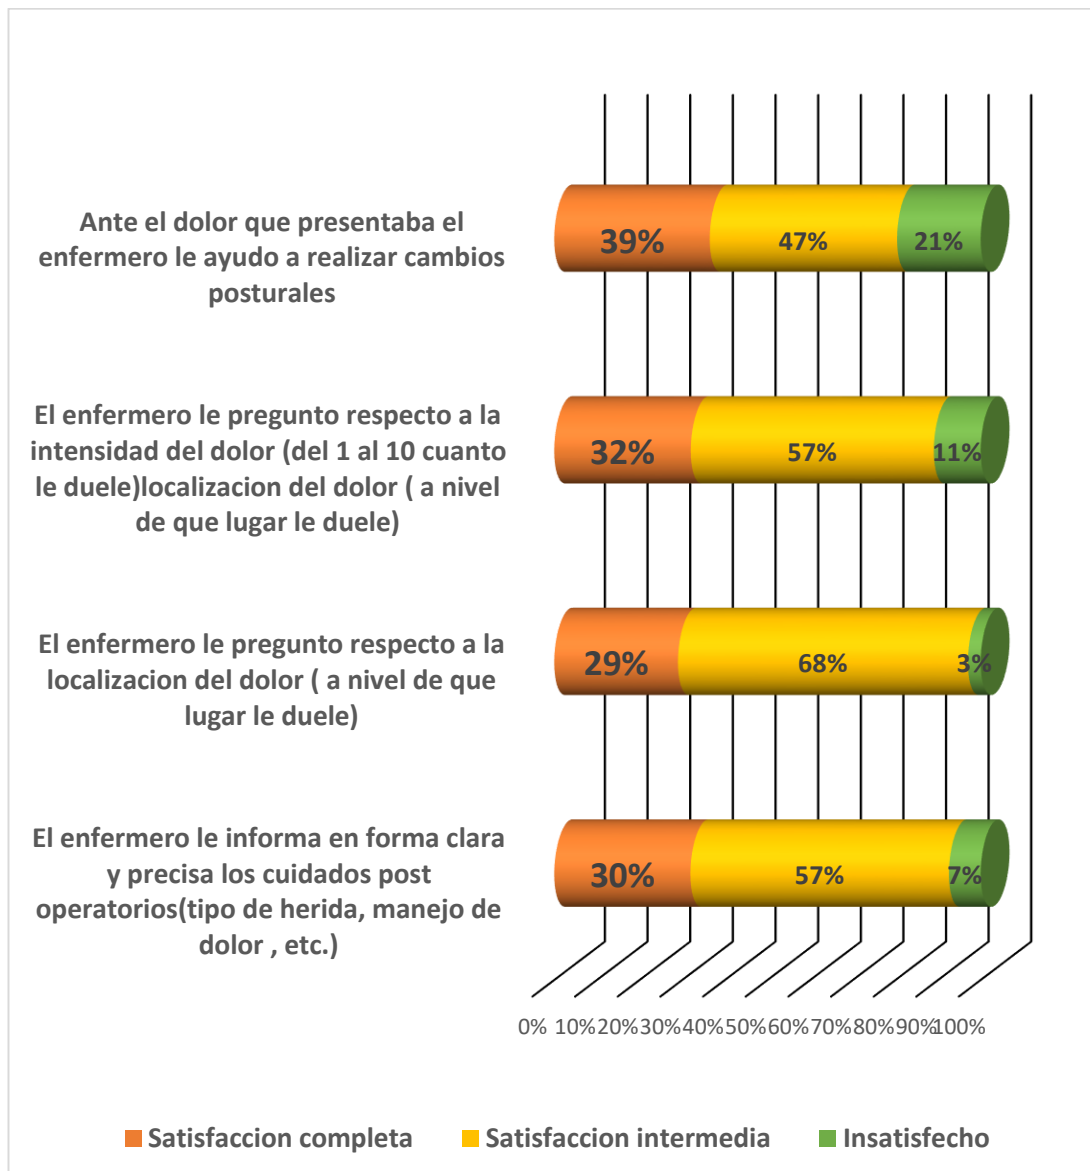 Ante el dolor que presentaba el
enfermero le ayudo a realizar cambios
posturales
39% 47% 21%
El enfermero le pregunto respecto a la
intensidad del dolor (del 1 al 10 cuanto
le duele)localizacion del dolor ( a nivel
de que lugar le duele)
32% 57% 11%
El enfermero le pregunto respecto a la
localizacion del dolor ( a nivel de que
lugar le duele)
29% 68% 3%
El enfermero le informa en forma clara
y precisa los cuidados post
operatorios(tipo de herida, manejo de
dolor , etc.)
30% 57% 7%
0% 10% 20% 30% 40% 50% 60% 70% 80% 90% 100%
Satisfaccion completa Satisfaccion intermedia Insatisfecho